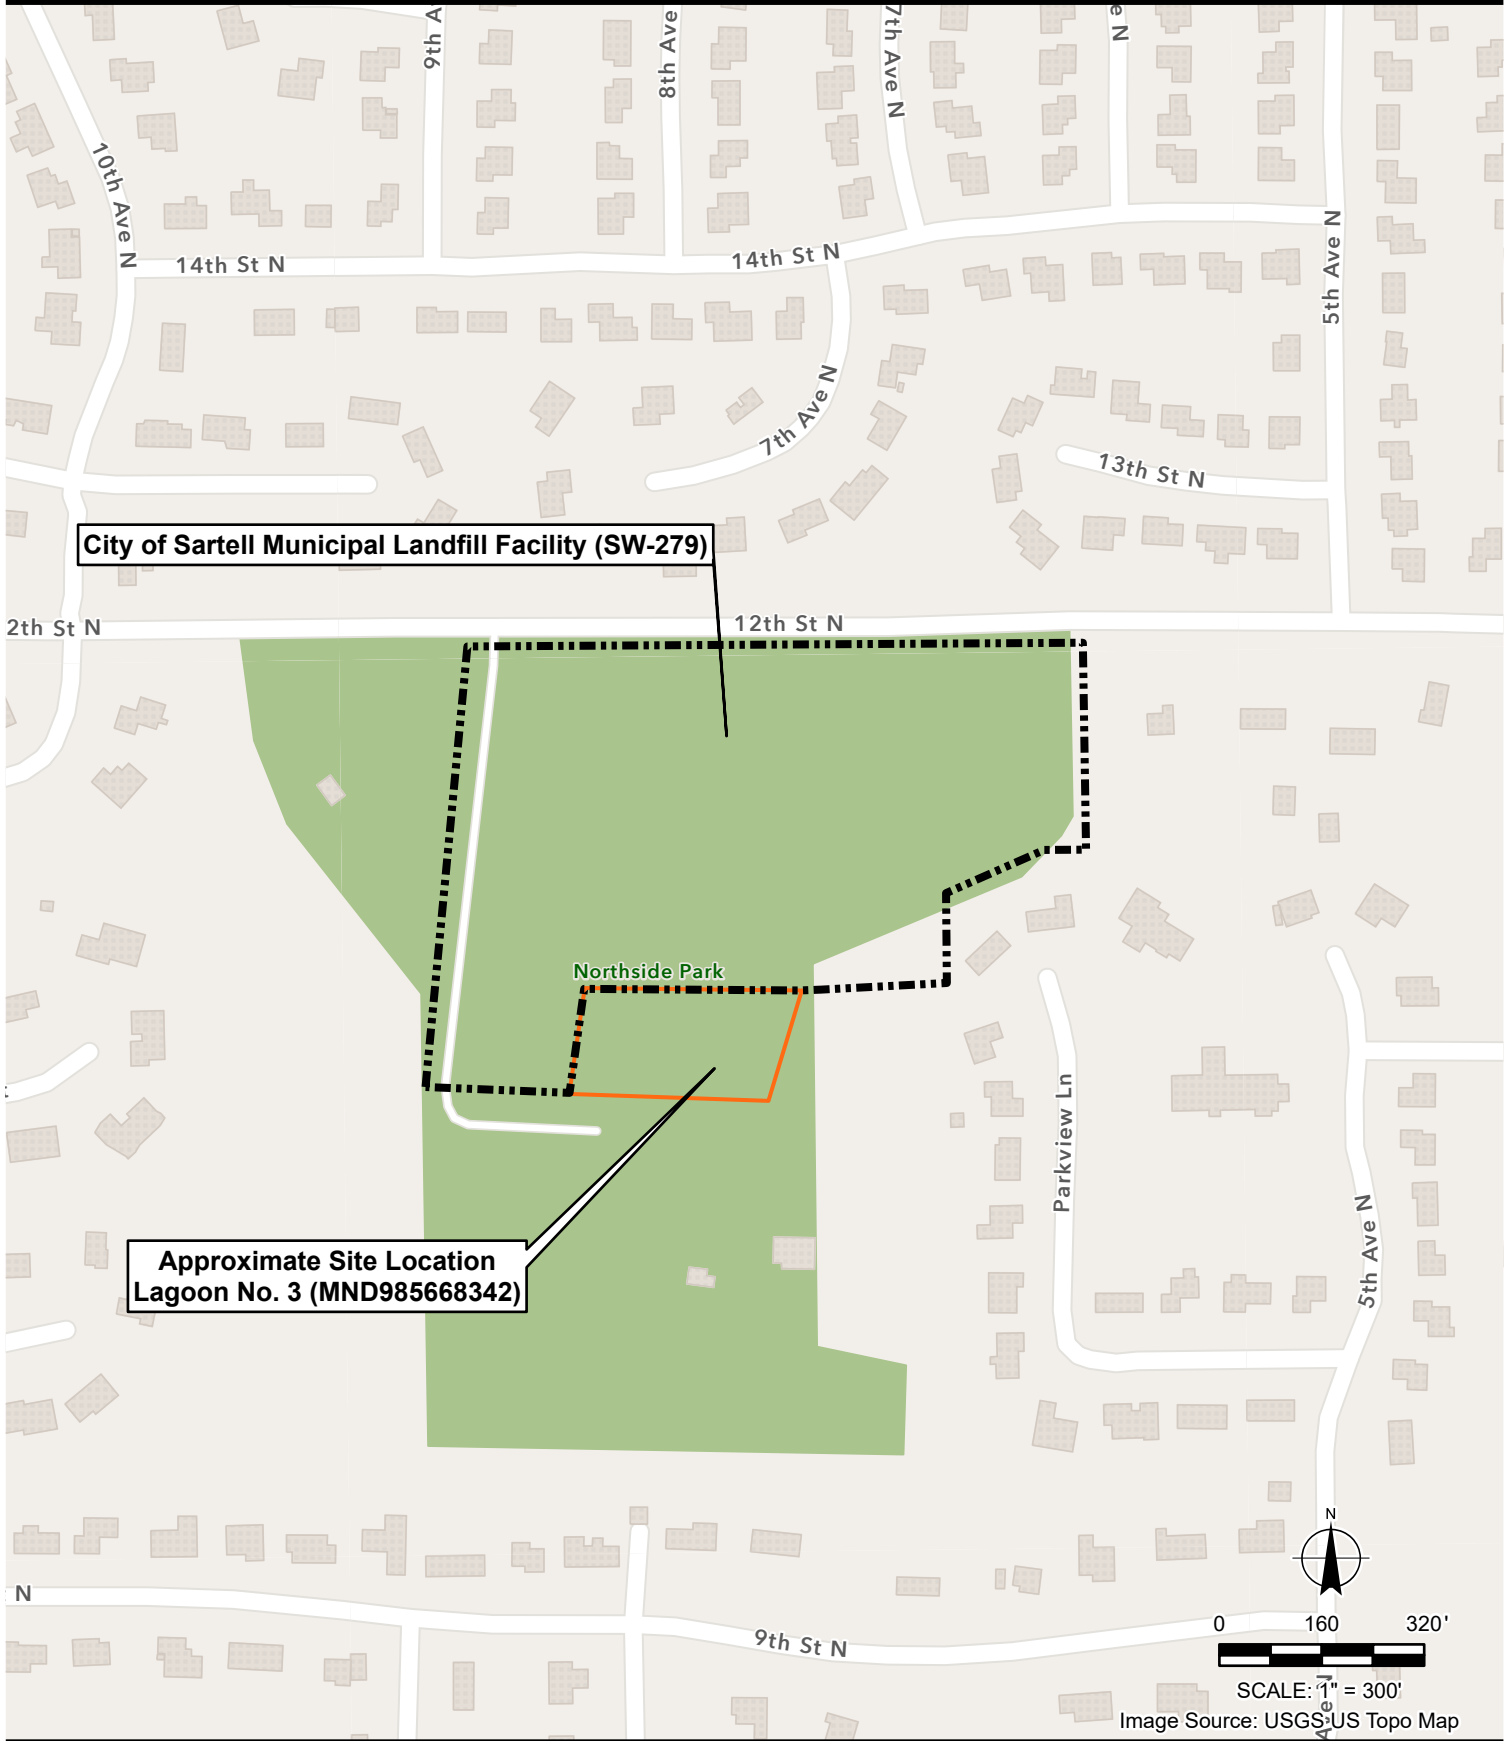 9th A
8th Ave
7th Ave N
e N
10th Ave N
14th St N
14th St N
5th Ave N
7th Ave N
13th St N
City of Sartell Municipal Landfill Facility (SW-279)
2th St N
12th St N
Northside Park
Parkview Ln
5th Ave N
Approximate Site Location
Lagoon No. 3 (MND985668342)
N
N
9th St N
0 160 320'
SCALE: 1" = 300'
Ave N
Image Source: USGS US Topo Map